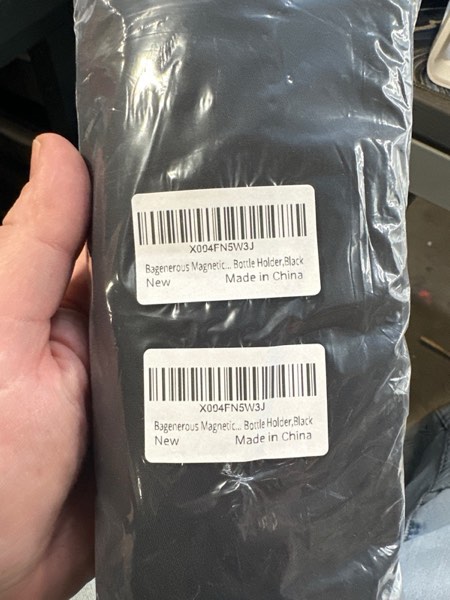 X004FN5W3J
Bagenerous Magnetic... Bottle Holder,Black
New Made in China
X004FN5W3J
Bagenerous Magnetic... Bottle Holder,Black
New Made in China